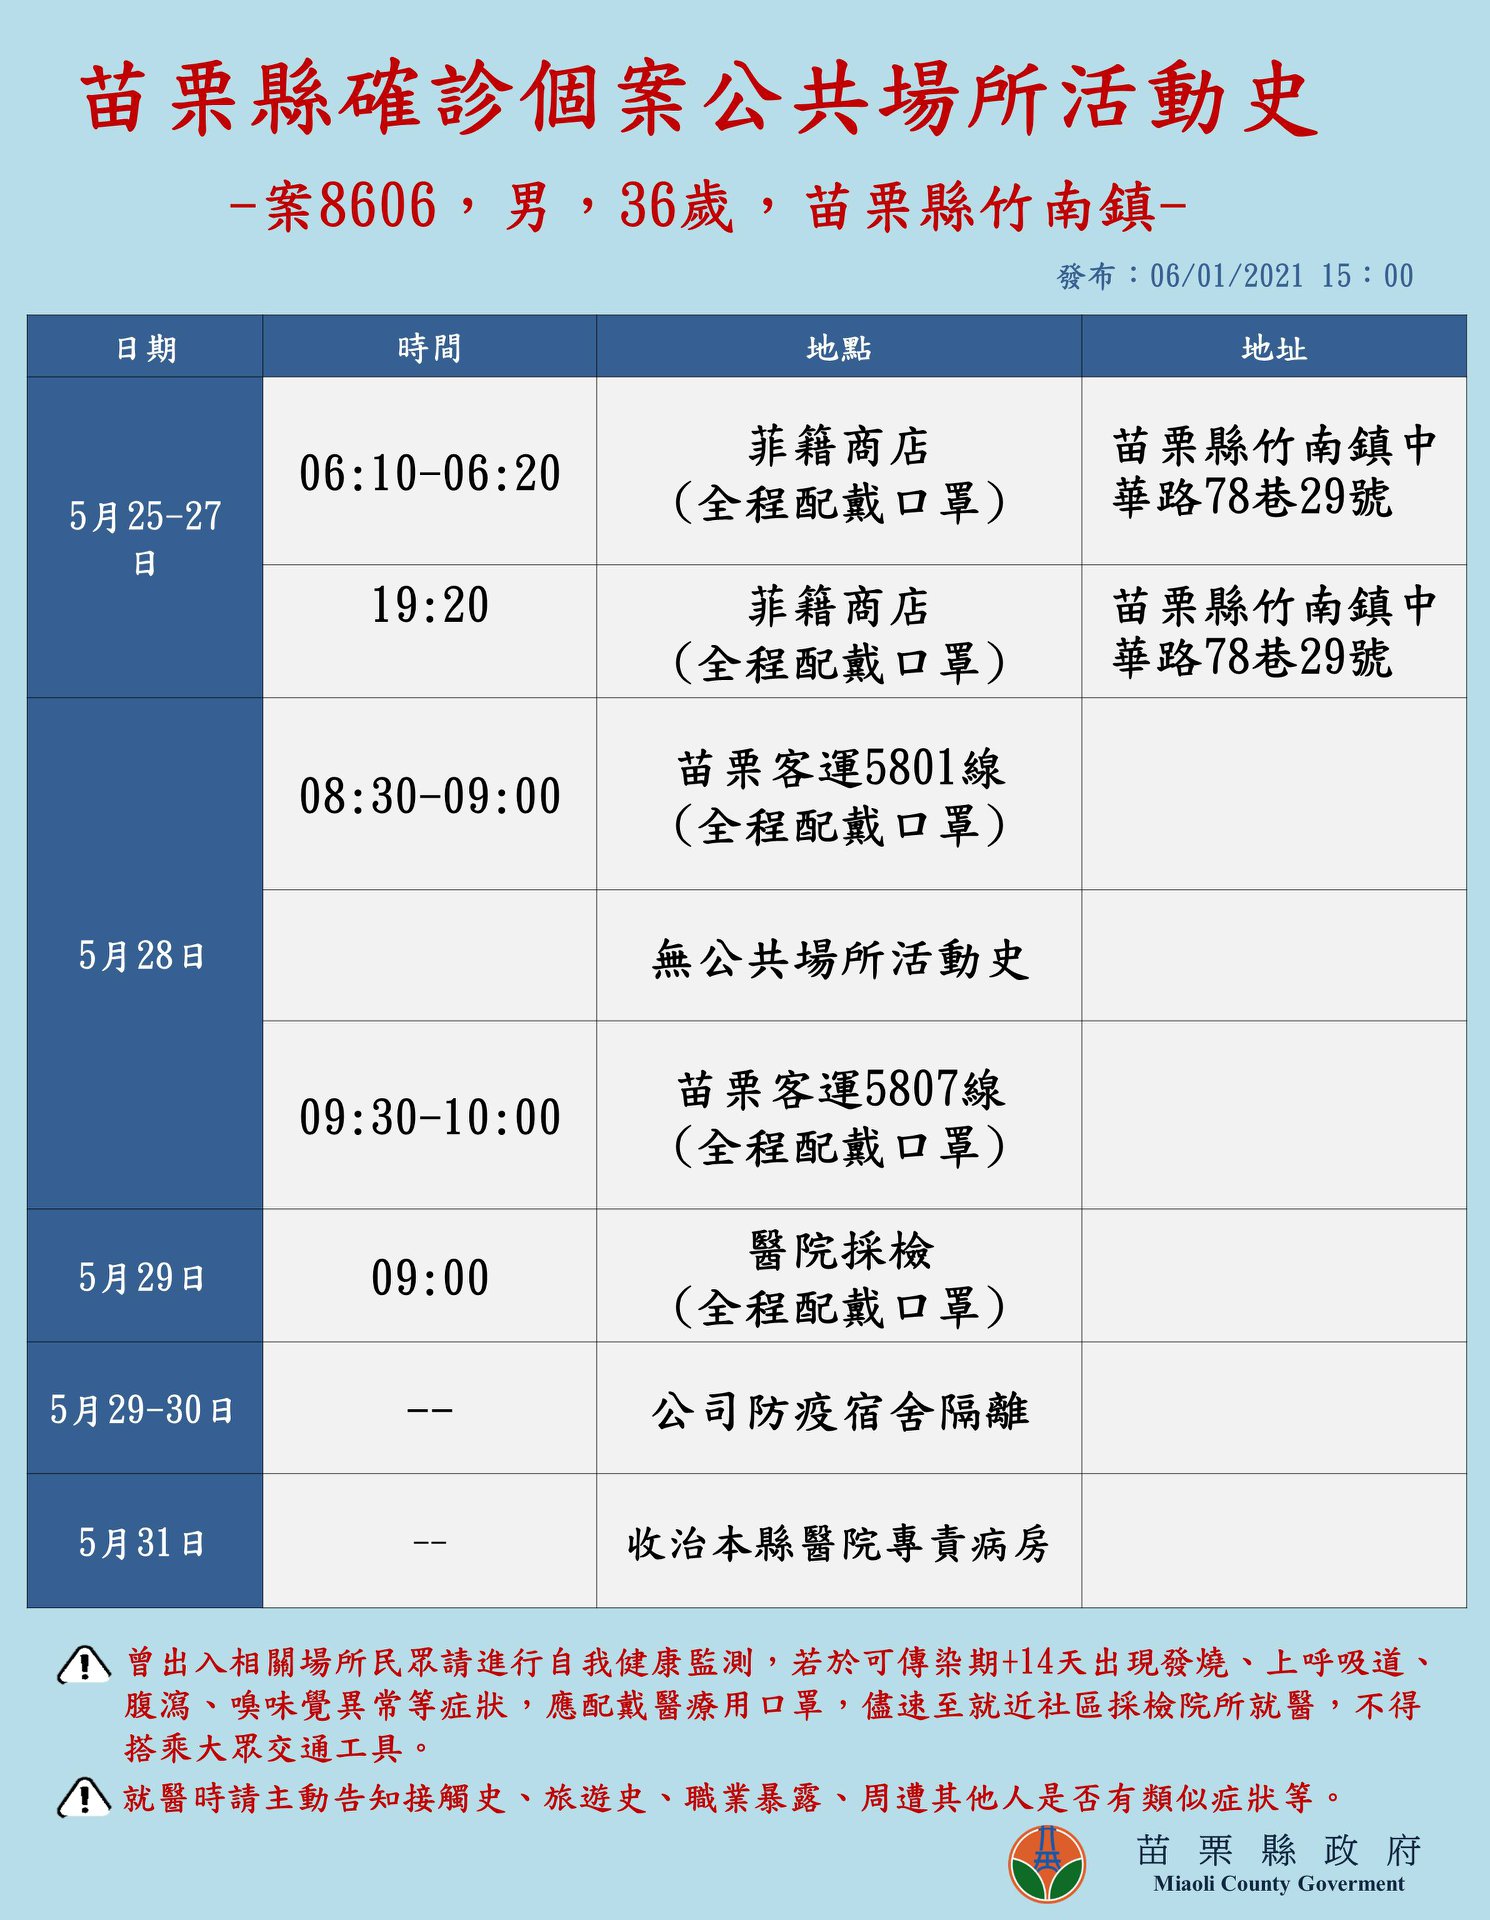 苗栗縣確診個案公共場所活動史
-案8606，男，36歲，苗栗縣竹南鎮-
發布：06/01/2021 15：00
日期
時間
地點
地址
5月25-27
日
06:10-06:20
菲籍商店
(全程配戴口罩)
苗栗縣竹南鎮中
華路78巷29號
19:20
菲籍商店
(全程配戴口罩)
苗栗縣竹南鎮中
華路78巷29號
5月28日
08:30-09:00
苗栗客運5801線
(全程配戴口罩)
無公共場所活動史
09:30-10:00
苗栗客運5807線
(全程配戴口罩)
5月29日
09:00
醫院採檢
(全程配戴口罩)
5月29-30日
--
公司防疫宿舍隔離
5月31日
--
收治本縣醫院專責病房
曾出入相關場所民眾請進行自我健康監測，若於可傳染期+14天出現發燒、上呼吸道、
腹瀉、嗅味覺異常等症狀，應配戴醫療用口罩，儘速至就近社區採檢院所就醫，不得
搭乘大眾交通工具。
就醫時請主動告知接觸史、旅遊史、職業暴露、周遭其他人是否有類似症狀等。
苗栗縣政府
Miaoli County Goverment